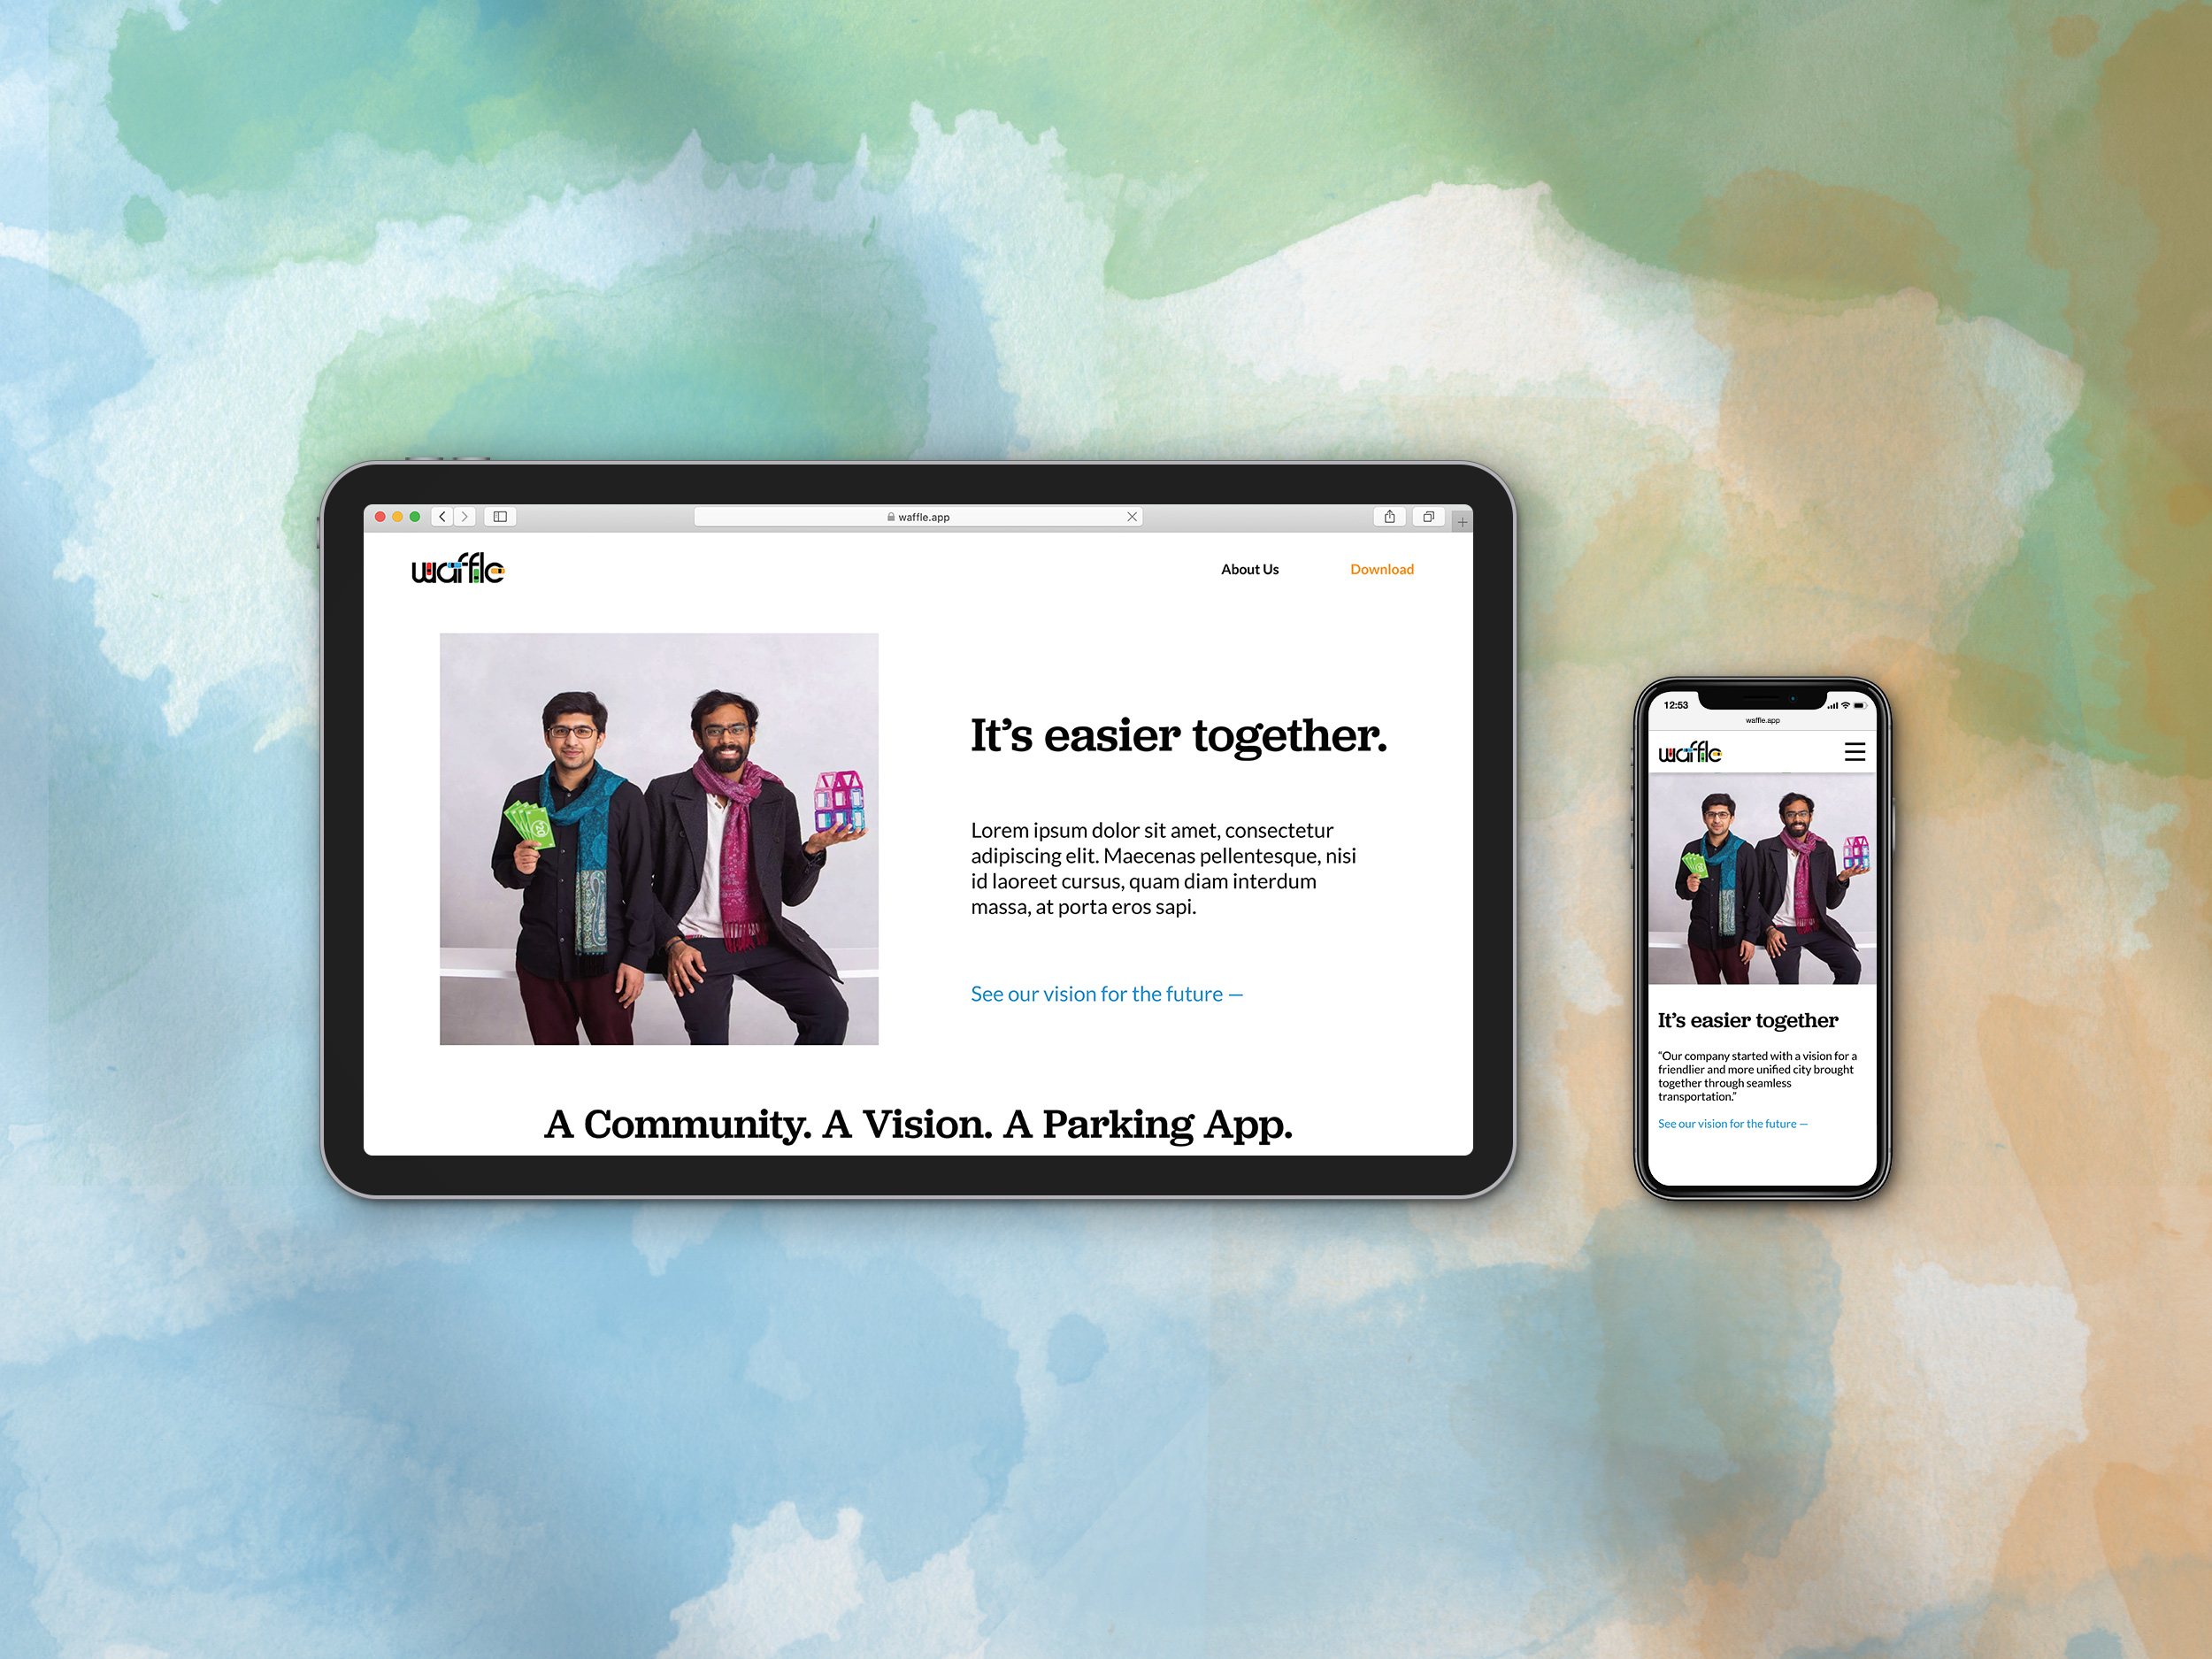 waffle.app
waffle
About Us
Download
It's easier together.
Lorem ipsum dolor sit amet, consectetur
adipiscing elit. Maecenas pellentesque, nisi
id laoreet cursus, quam diam interdum
massa, at porta eros sapi.
See our vision for the future —
A Community. A Vision. A Parking App.
12:53
waffle.app
waffle
It's easier together
“Our company started with a vision for a
friendlier and more unified city brought
together through seamless
transportation.”
See our vision for the future —